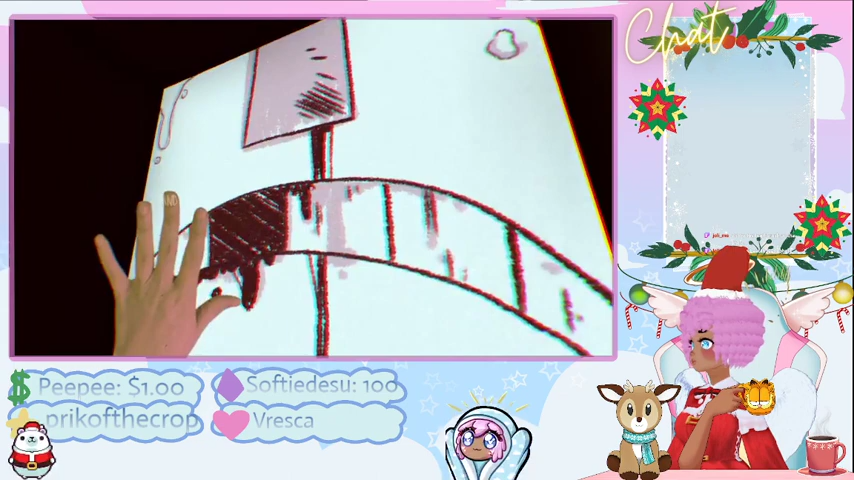 Chat
Peepee: $1.00
Softiedesu: 100
prikofthecrop
Vresca